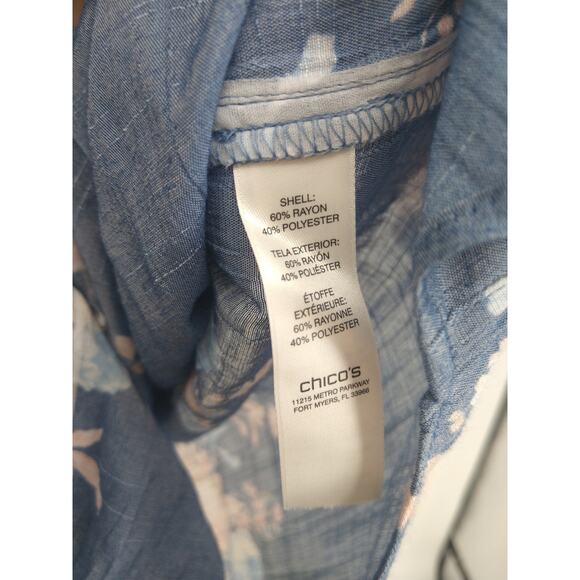 SHELL:
60% RAYON
40% POLYESTER
TELA EXTERIOR:
60% RAYÓN
40% POLIÉSTER
ÉTOFFE
EXTÉRIEURE:
60% RAYONNE
40% POLYESTER
chico's
11215 METRO PARKWAY
FORT MYERS, FL 33966